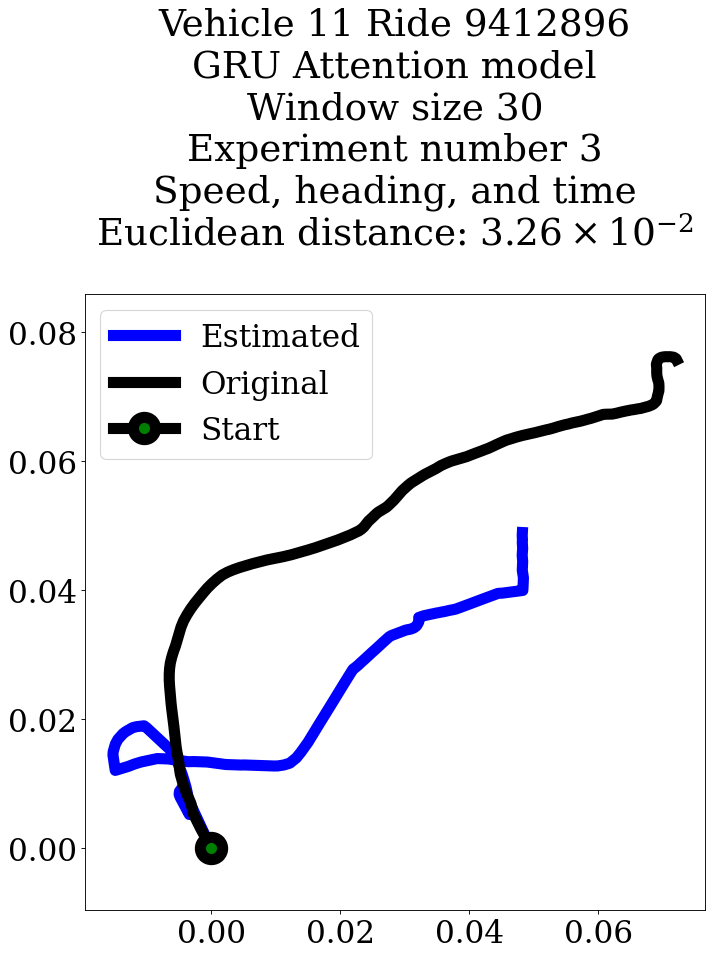 Vehicle 11 Ride 9412896
GRU Attention model
Window size 30
Experiment number 3
Speed, heading, and time
Euclidean distance: 3.26 × 10⁻²
Estimated
Original
Start
0.08
0.06
0.04
0.02
0.00
0.00 0.02 0.04 0.06